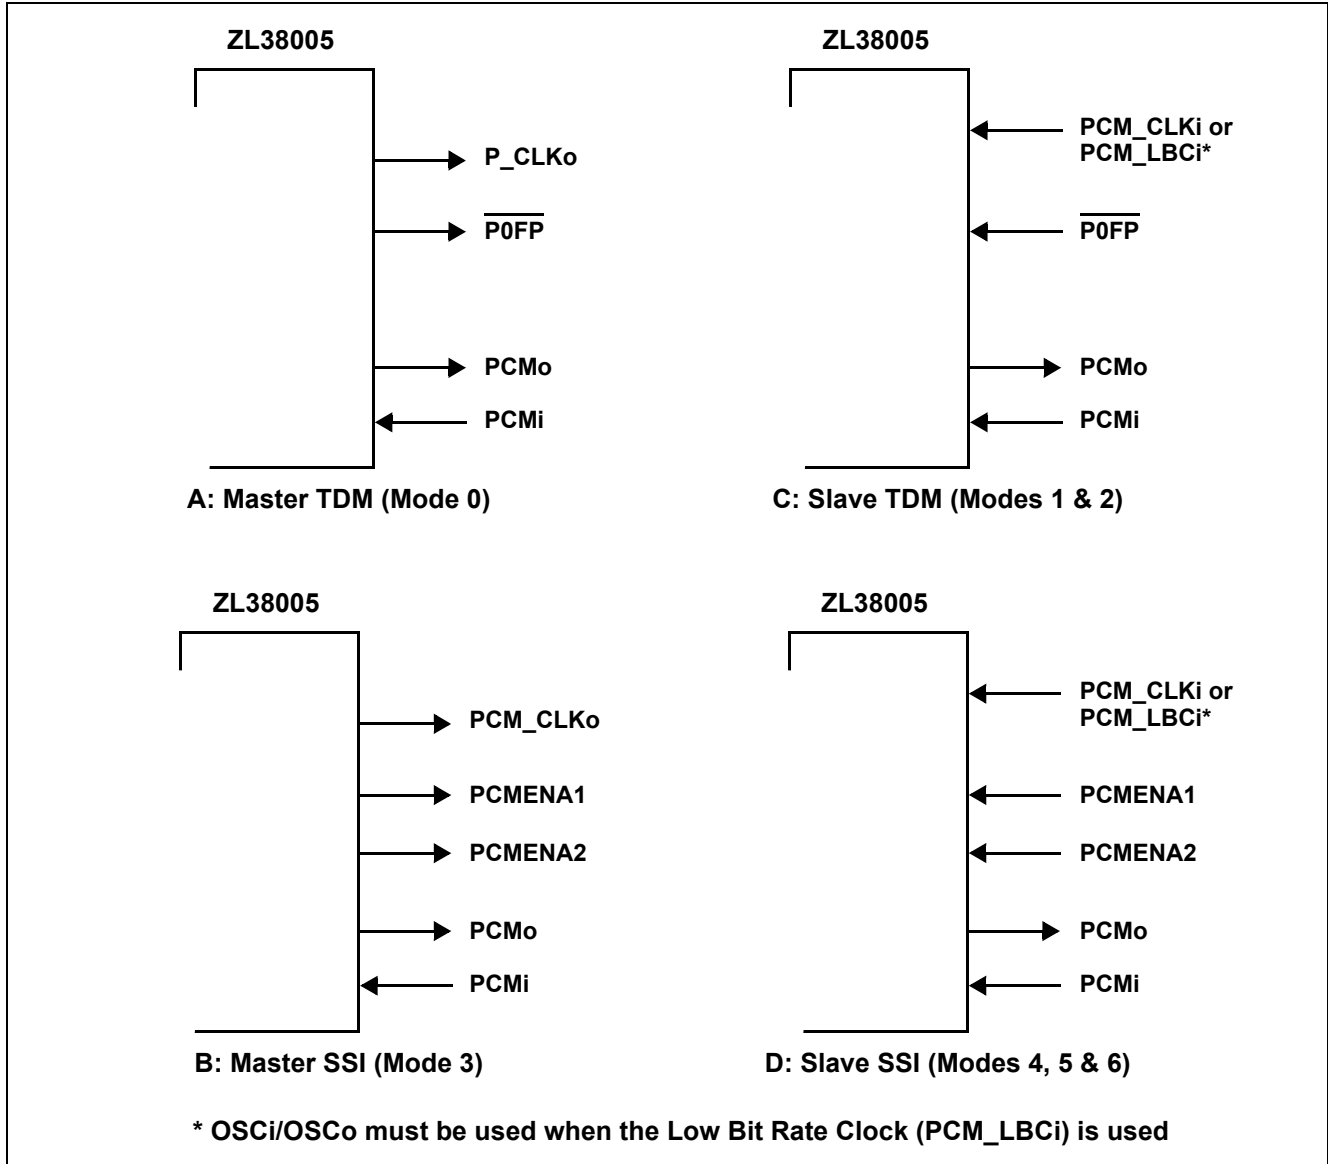 ZL38005
P_CLKo
P0FP
PCMo
PCMi
A: Master TDM (Mode 0)
ZL38005
PCM_CLKi or
PCM_LBCi*
P0FP
PCMo
PCMi
C: Slave TDM (Modes 1 & 2)
ZL38005
PCM_CLKo
PCMENA1
PCMENA2
PCMo
PCMi
B: Master SSI (Mode 3)
ZL38005
PCM_CLKi or
PCM_LBCi*
PCMENA1
PCMENA2
PCMo
PCMi
D: Slave SSI (Modes 4, 5 & 6)
* OSCi/OSCo must be used when the Low Bit Rate Clock (PCM_LBCi) is used